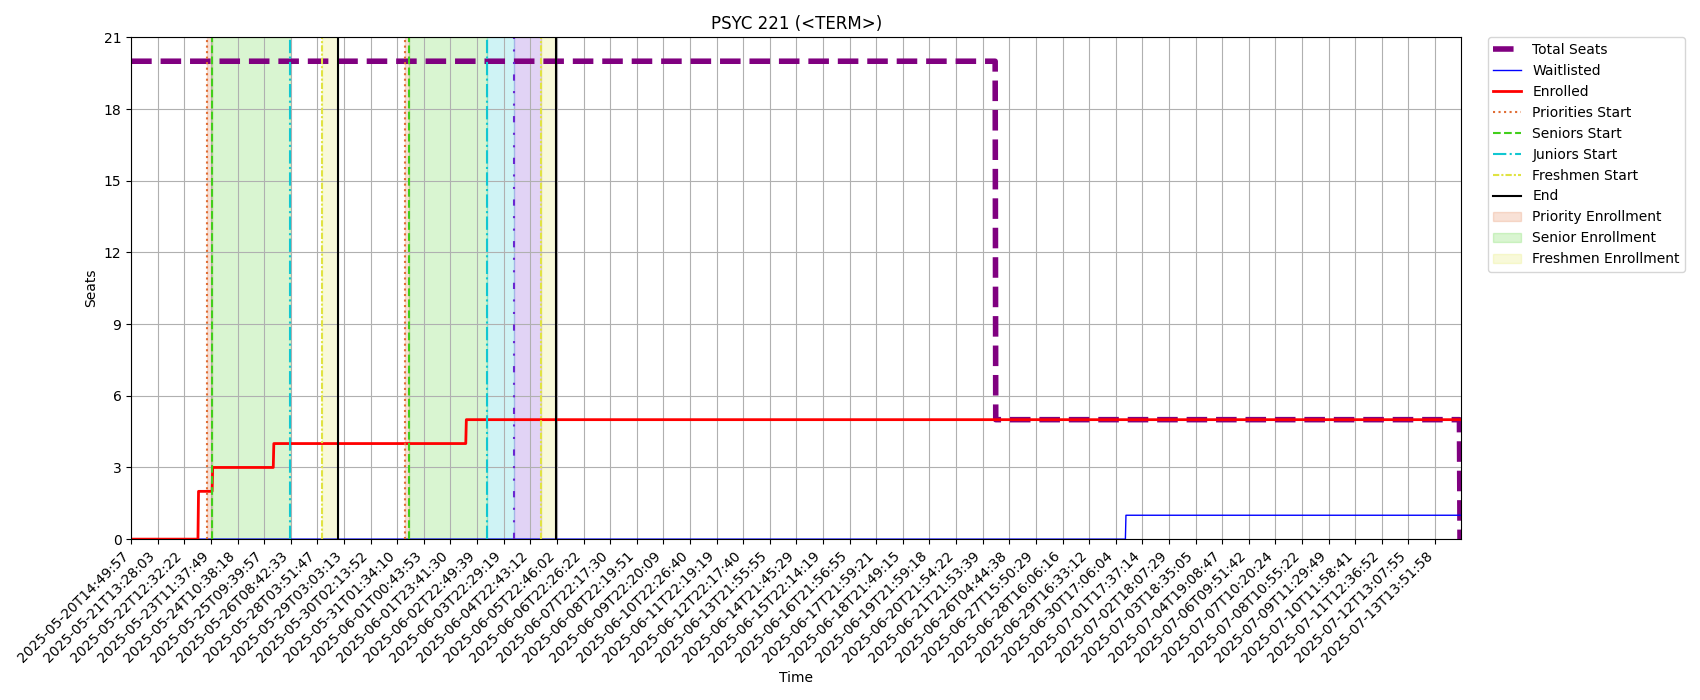 PSYC 221 (<TERM>)
Seats
21
18
15
12
9
6
3
0
2025-05-20T14:49:57
2025-05-21T13:28:03
2025-05-22T12:32:22
2025-05-23T11:37:49
2025-05-24T10:38:18
2025-05-25T09:39:57
2025-05-26T08:42:33
2025-05-28T03:51:47
2025-05-29T03:03:13
2025-05-30T02:13:52
2025-05-31T01:34:10
2025-06-01T00:43:53
2025-06-01T23:41:30
2025-06-02T22:49:39
2025-06-03T22:29:19
2025-06-04T22:43:12
2025-06-05T22:46:02
2025-06-06T22:26:22
2025-06-07T22:17:30
2025-06-08T22:19:51
2025-06-09T22:20:09
2025-06-10T22:26:40
2025-06-11T22:19:19
2025-06-12T22:17:40
2025-06-13T21:55:55
2025-06-14T21:45:29
2025-06-15T22:14:19
2025-06-16T21:56:55
2025-06-17T21:59:21
2025-06-18T21:49:15
2025-06-19T21:59:18
2025-06-20T21:54:22
2025-06-21T21:53:39
2025-06-26T04:44:38
2025-06-27T15:50:29
2025-06-28T16:06:16
2025-06-29T16:33:12
2025-06-30T17:06:04
2025-07-01T17:37:14
2025-07-02T18:07:29
2025-07-03T18:35:05
2025-07-04T19:08:47
2025-07-06T09:51:42
2025-07-07T10:20:24
2025-07-08T10:55:22
2025-07-09T11:29:49
2025-07-10T11:58:41
2025-07-11T12:36:52
2025-07-12T13:07:55
2025-07-13T13:51:58
Time
Total Seats
Waitlisted
Enrolled
Priorities Start
Seniors Start
Juniors Start
Freshmen Start
End
Priority Enrollment
Senior Enrollment
Freshmen Enrollment